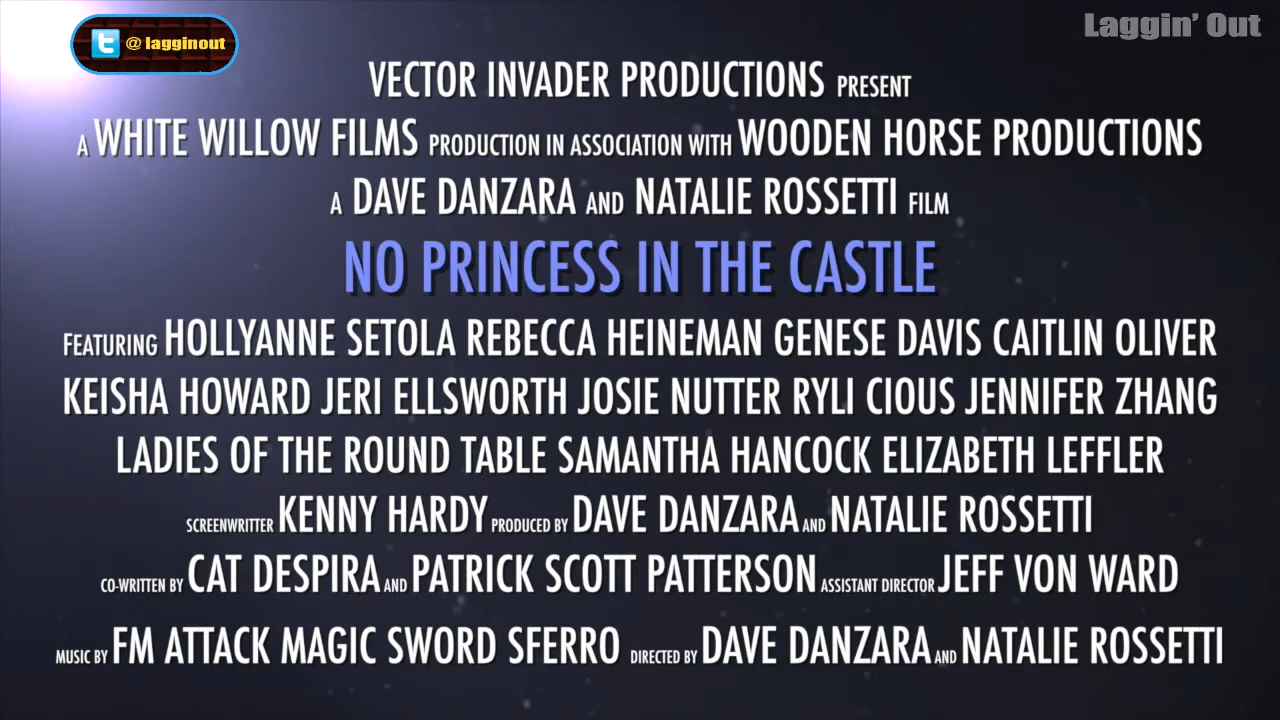 @ lagginout
Laggin' Out
VECTOR INVADER PRODUCTIONS PRESENT
A WHITE WILLOW FILMS PRODUCTION IN ASSOCIATION WITH WOODEN HORSE PRODUCTIONS
A DAVE DANZARA AND NATALIE ROSSETTI FILM
NO PRINCESS IN THE CASTLE
FEATURING HOLLYANNE SETOLA REBECCA HEINEMAN GENESE DAVIS CAITLIN OLIVER
KEISHA HOWARD JERI ELLSWORTH JOSIE NUTTER RYLI CIOUS JENNIFER ZHANG
LADIES OF THE ROUND TABLE SAMANTHA HANCOCK ELIZABETH LEFFLER
SCREENWRITTER KENNY HARDY PRODUCED BY DAVE DANZARA AND NATALIE ROSSETTI
CO-WRITTEN BY CAT DESPIRA AND PATRICK SCOTT PATTERSON ASSISTANT DIRECTOR JEFF VON WARD
MUSIC BY FM ATTACK MAGIC SWORD SFERRO DIRECTED BY DAVE DANZARA AND NATALIE ROSSETTI